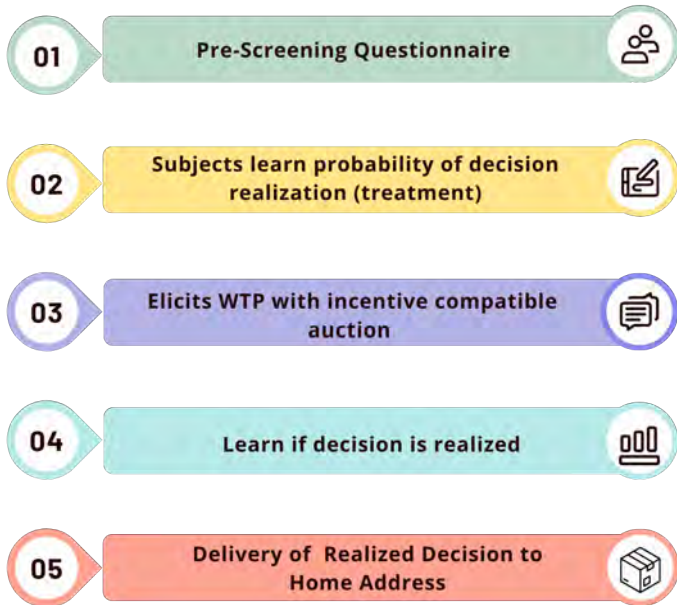 01
Pre-Screening Questionnaire
02
Subjects learn probability of decision
realization (treatment)
03
Elicits WTP with incentive compatible
auction
04
Learn if decision is realized
05
Delivery of Realized Decision to
Home Address